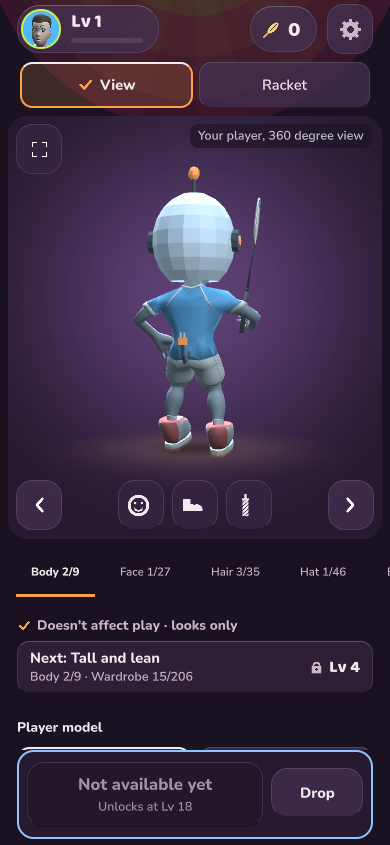 Lv 1
0
View
Racket
Your player, 360 degree view
Body 2/9
Face 1/27
Hair 3/35
Hat 1/46
Doesn't affect play · looks only
Next: Tall and lean
Body 2/9 · Wardrobe 15/206
Lv 4
Player model
Not available yet
Unlocks at Lv 18
Drop